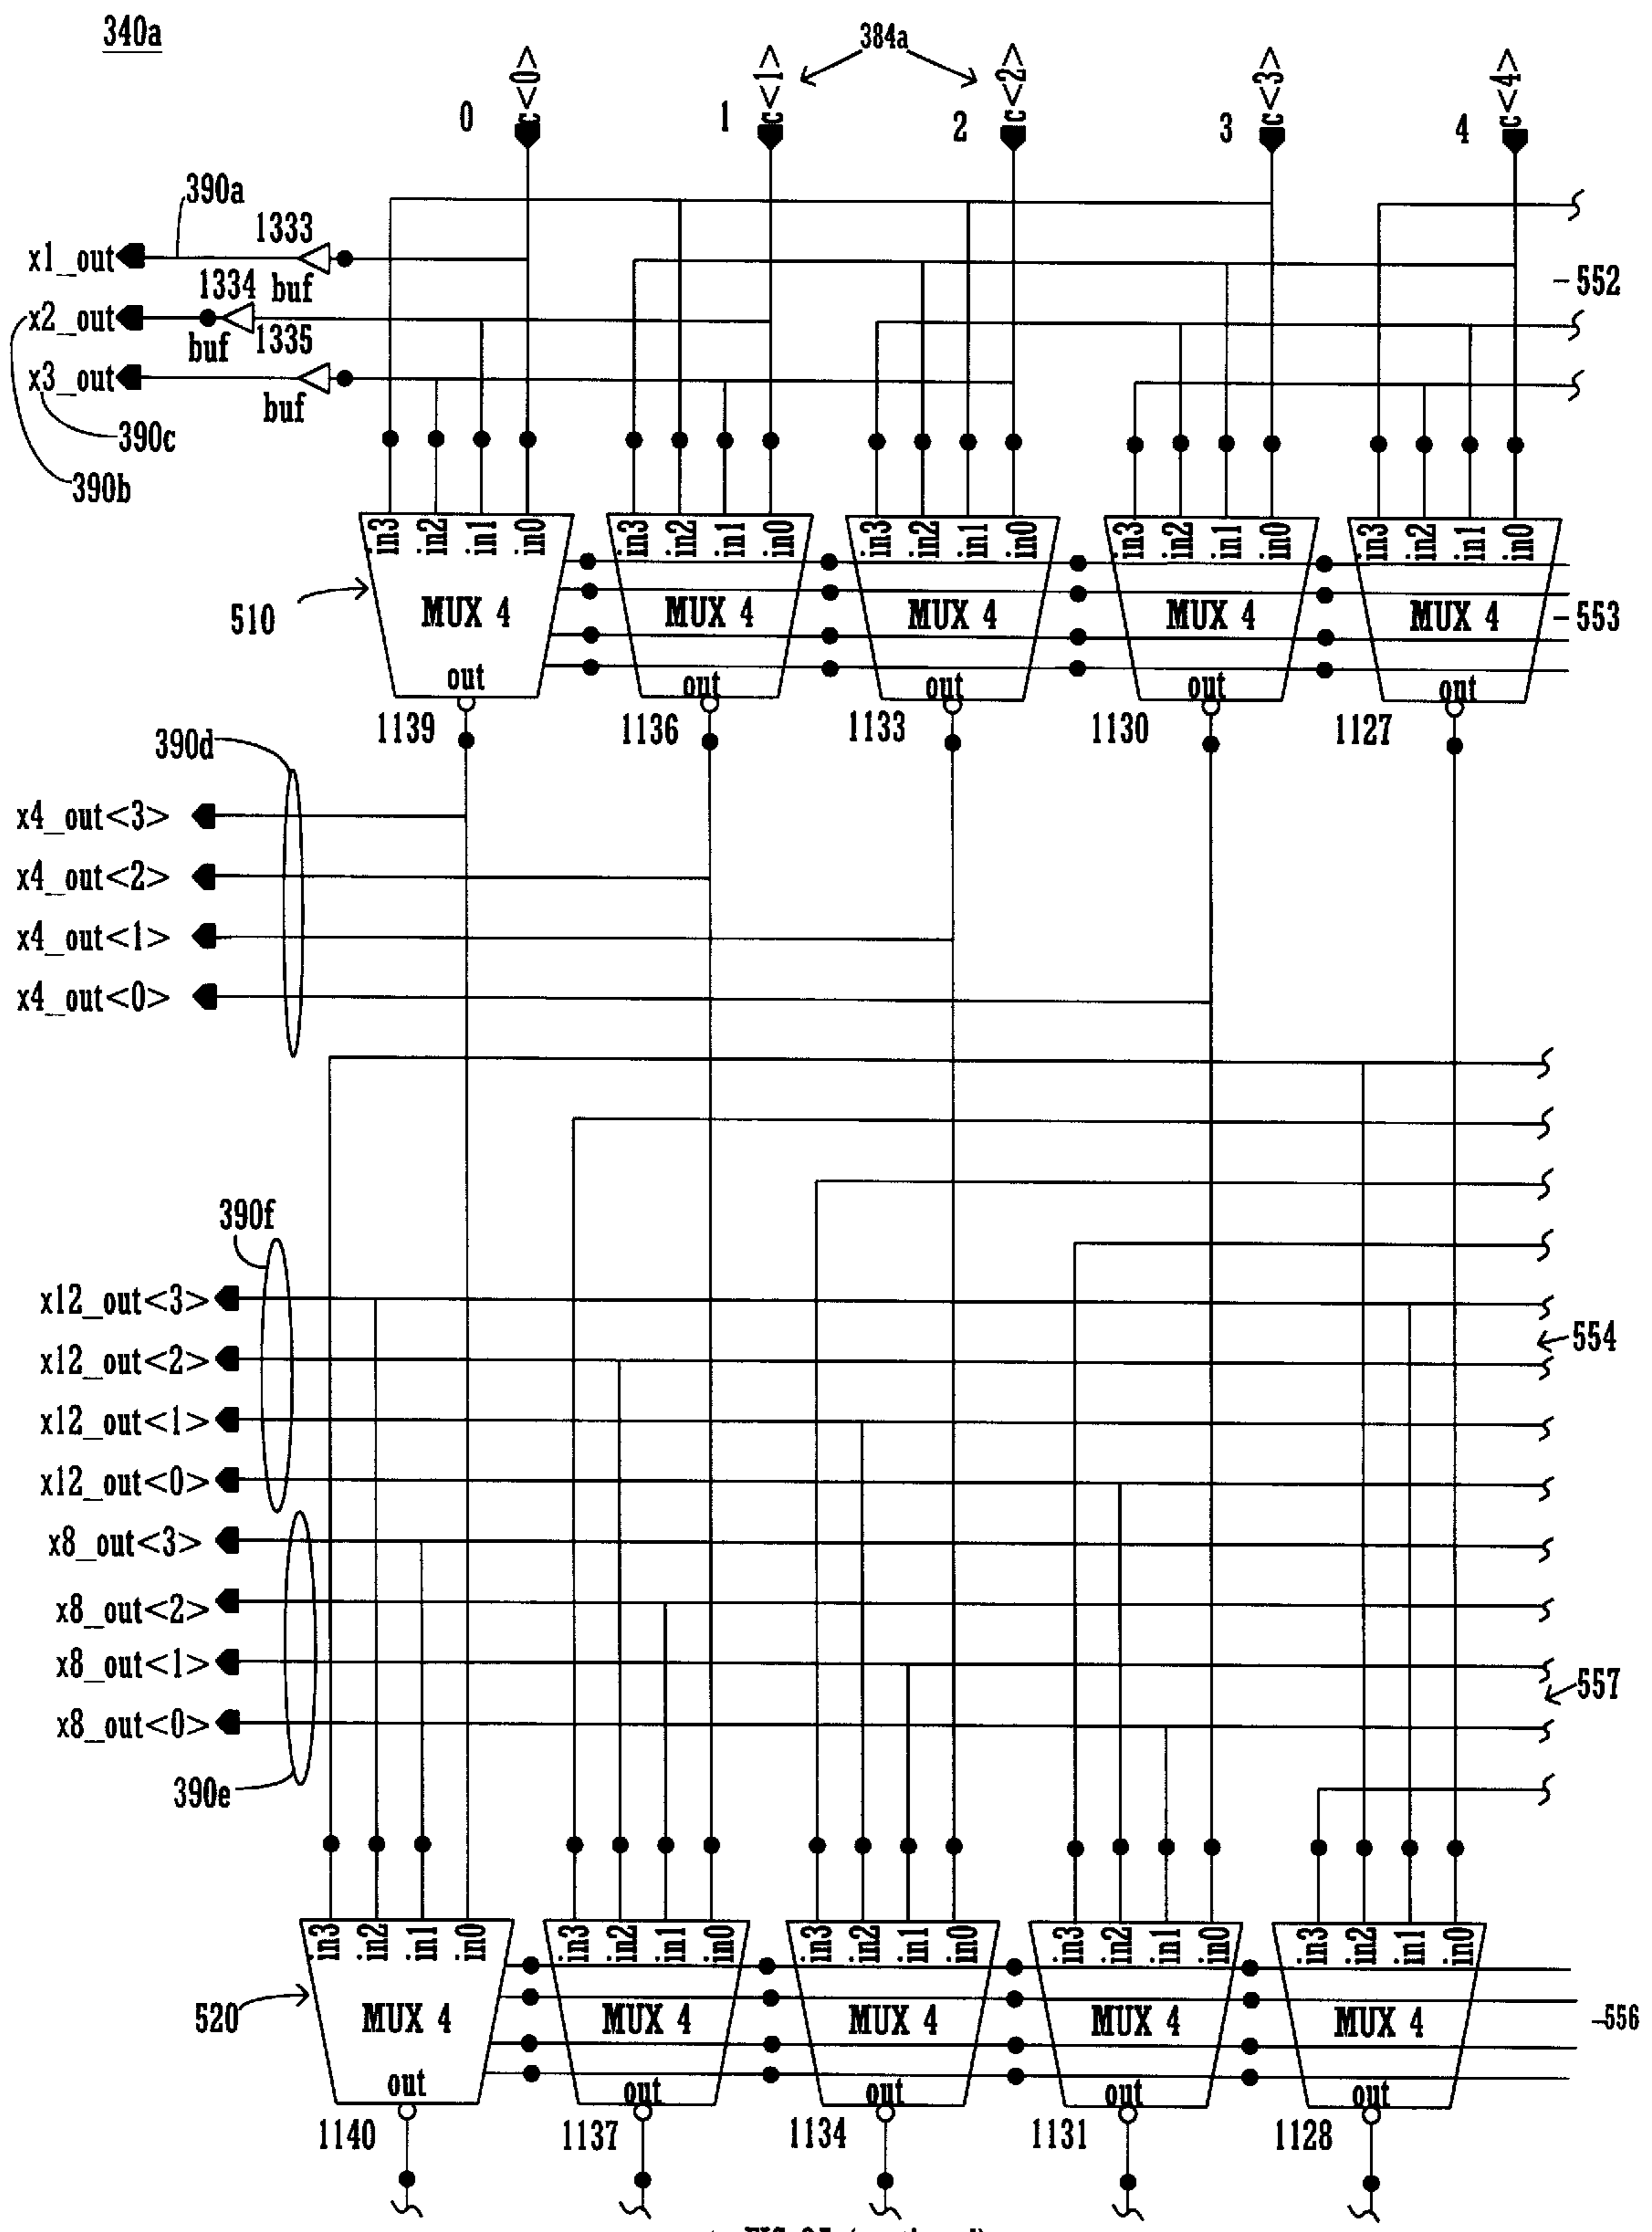 340a
384a
c<0>
c<1>
c<2>
c<3>
c<4>
0
1
2
3
4
390a
1333
x1_out
buf
1334
x2_out
buf
1335
x3_out
buf
390c
390b
552
in3 in2 in1 in0
in3 in2 in1 in0
in3 in2 in1 in0
in3 in2 in1 in0
in3 in2 in1 in0
510
MUX 4
MUX 4
MUX 4
MUX 4
MUX 4
553
out
out
out
out
out
1139
1136
1133
1130
1127
390d
x4_out<3>
x4_out<2>
x4_out<1>
x4_out<0>
390f
x12_out<3>
554
x12_out<2>
x12_out<1>
x12_out<0>
x8_out<3>
x8_out<2>
x8_out<1>
557
x8_out<0>
390e
in3 in2 in1 in0
in3 in2 in1 in0
in3 in2 in1 in0
in3 in2 in1 in0
in3 in2 in1 in0
520
MUX 4
MUX 4
MUX 4
MUX 4
MUX 4
556
out
out
out
out
out
1140
1137
1134
1131
1128